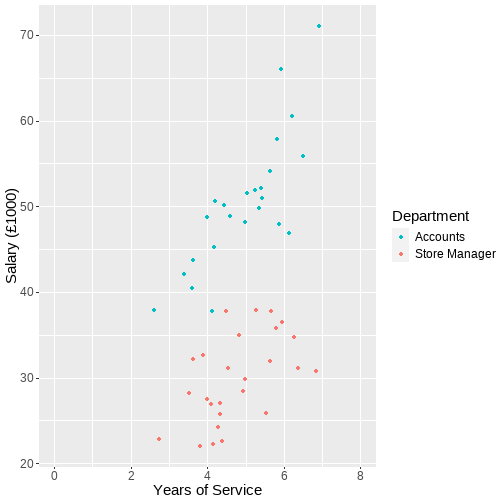 70
60
50
40
30
20
Salary (£1000)
0 2 4 6 8
Years of Service
Department
Accounts
Store Manager